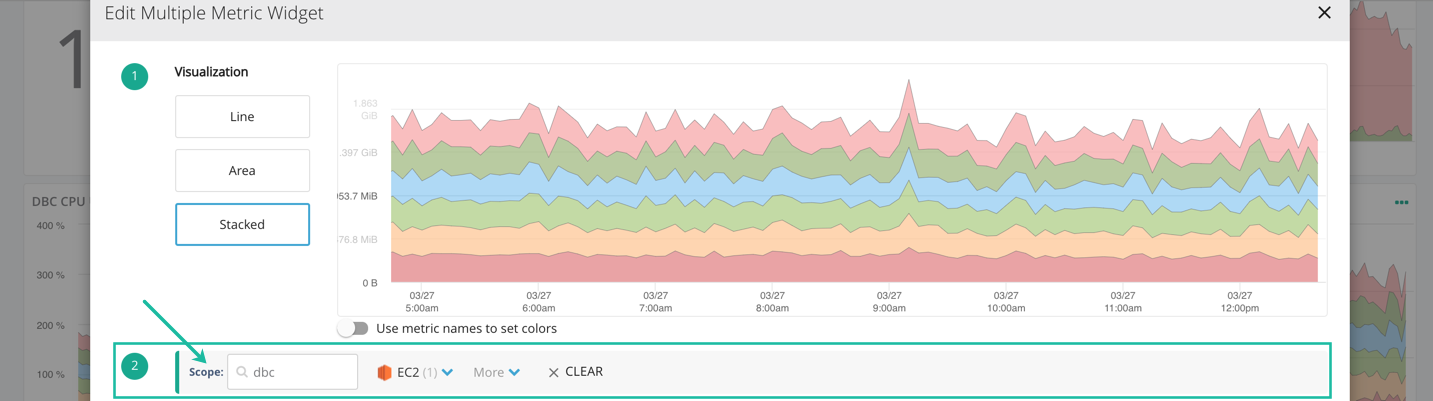 Edit Multiple Metric Widget
1
1
Visualization
Line
Area
Stacked
1.863
GiB
.397 GiB
953.7 MiB
476.8 MiB
0 B
03/27 03/27 03/27 03/27 03/27 03/27 03/27 03/27
5:00am 6:00am 7:00am 8:00am 9:00am 10:00am 11:00am 12:00pm
Use metric names to set colors
DBC CPU
400 %
300 %
200 %
100 %
2
Scope:
dbc
EC2 (1)
More
CLEAR